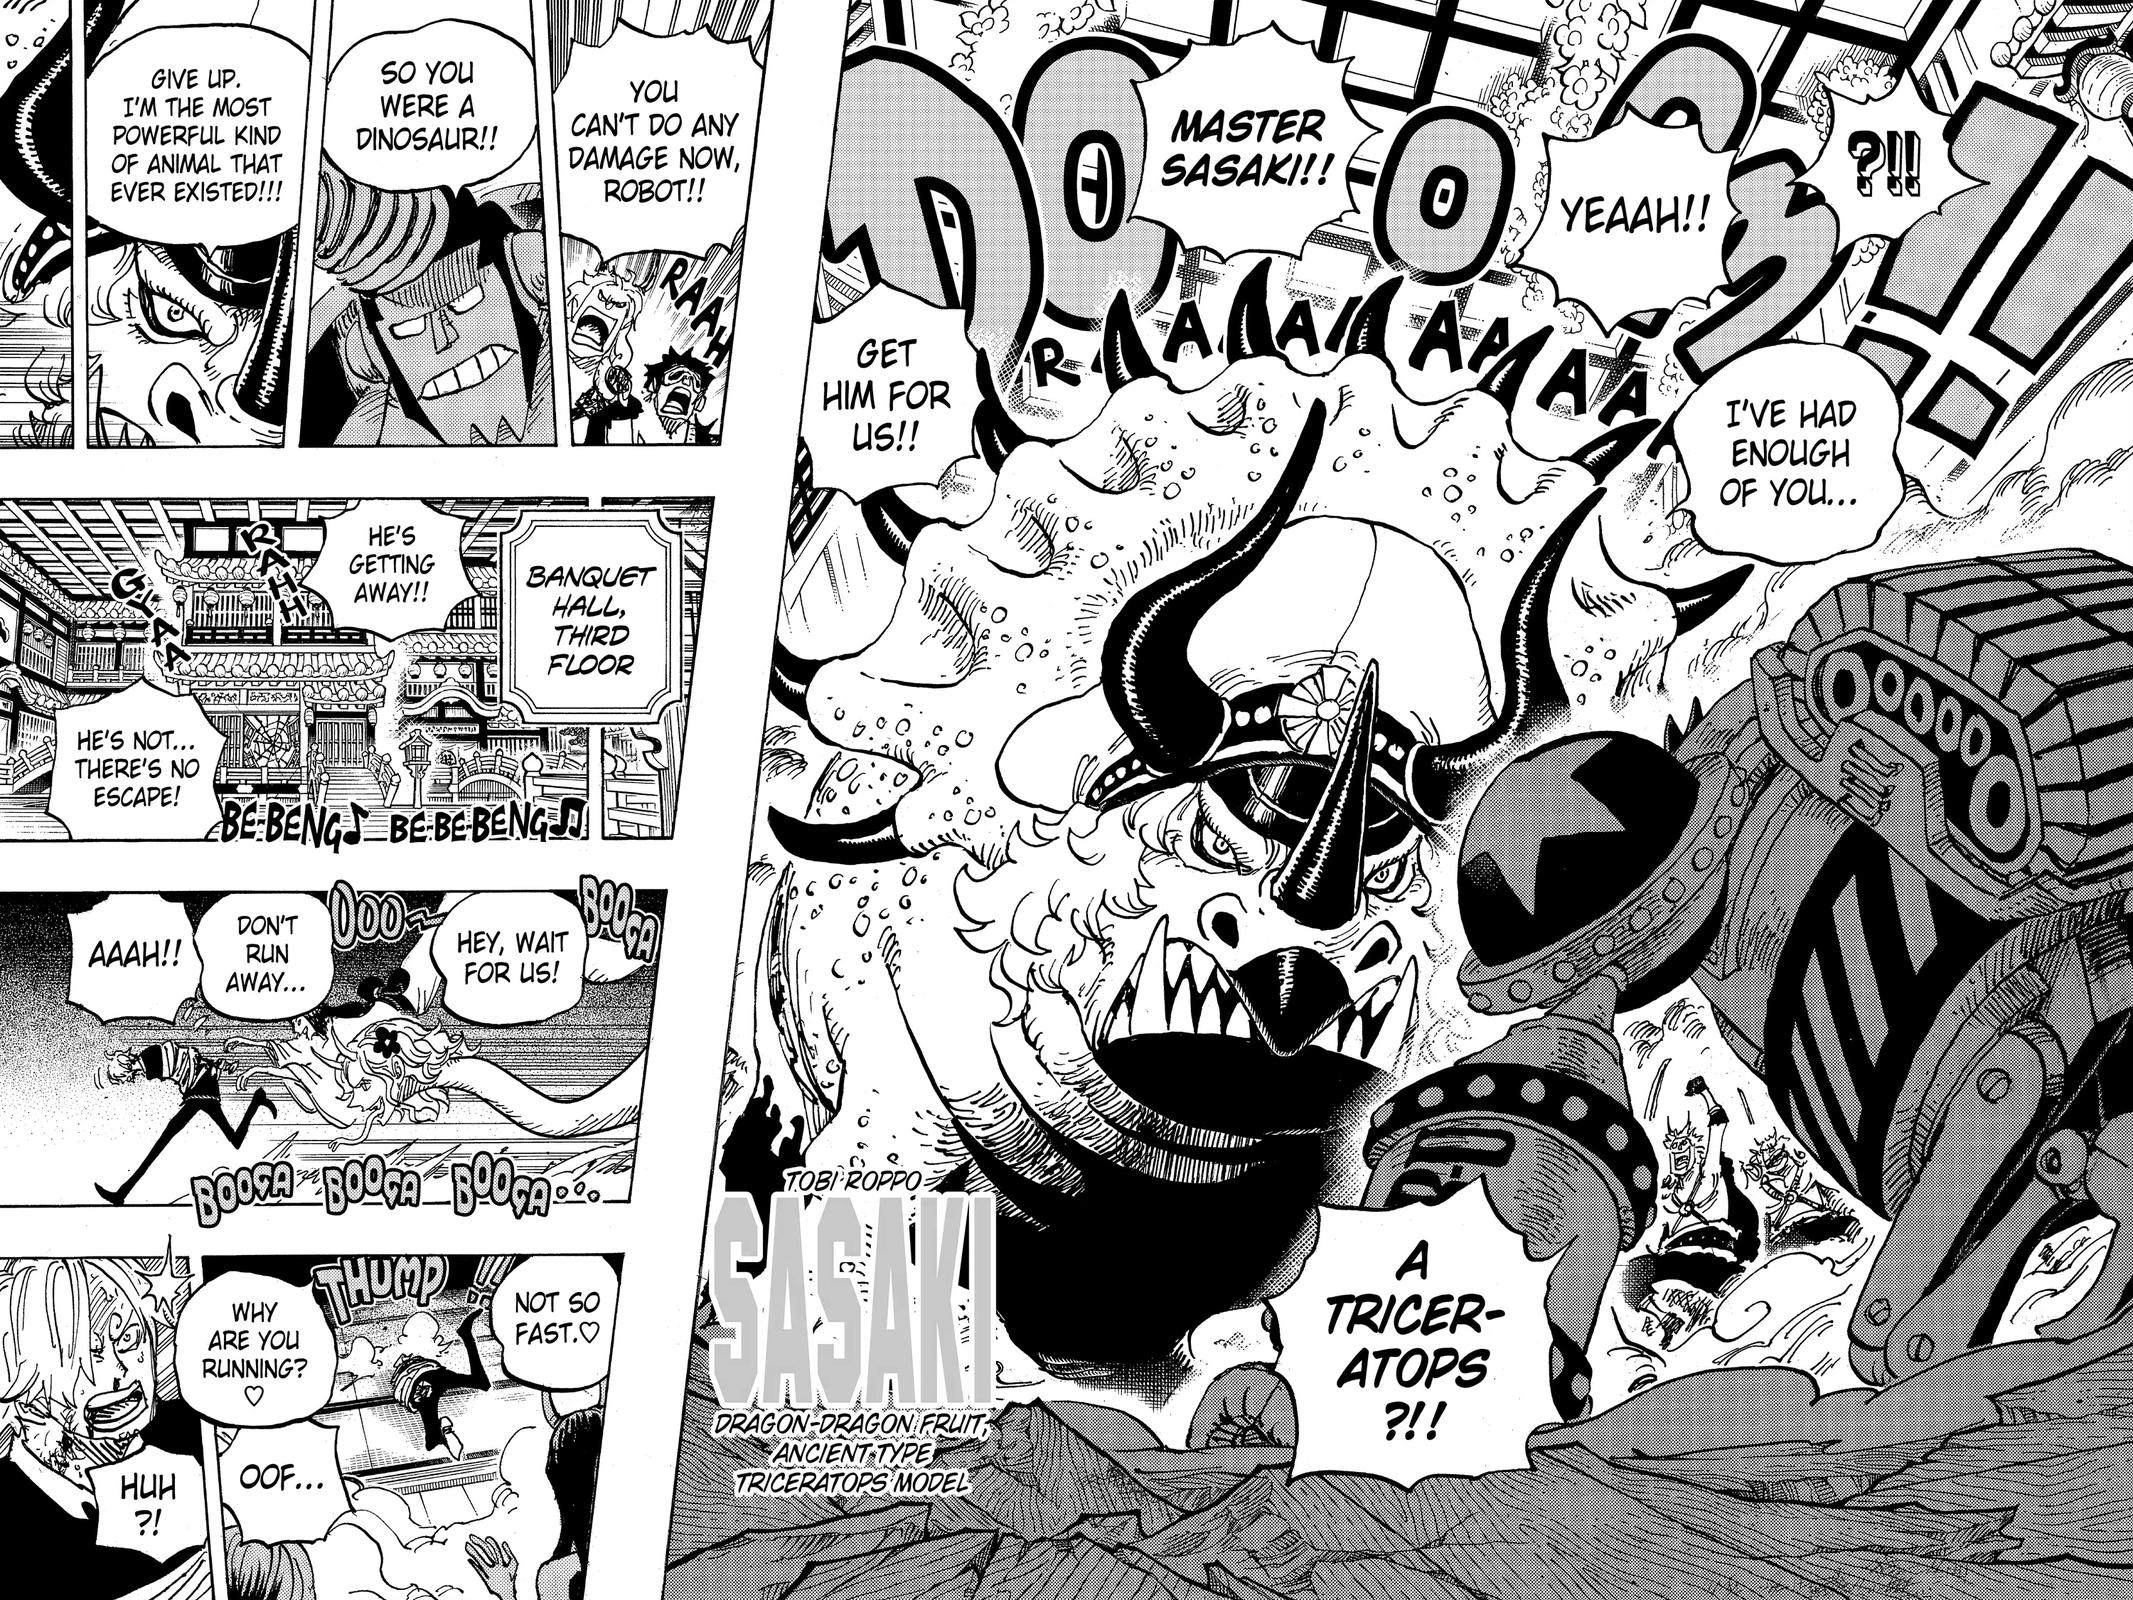 ?!!
YEAAH!!
MASTER
SASAKI!!
I'VE HAD
ENOUGH
OF YOU...
GET
HIM FOR
US!!
RAAAAAAAA
A
TRICER-
ATOPS
?!!
TOBI ROPPO
SASAKI
DRAGON-DRAGON FRUIT,
ANCIENT TYPE
TRICERATOPS MODEL
YOU
CAN'T DO ANY
DAMAGE NOW,
ROBOT!!
RAAHH
SO YOU
WERE A
DINOSAUR!!
GIVE UP.
I'M THE MOST
POWERFUL KIND
OF ANIMAL THAT
EVER EXISTED!!!
BANQUET
HALL,
THIRD
FLOOR
HE'S
GETTING
AWAY!!
RAHH
GYAA
HE'S NOT...
THERE'S NO
ESCAPE!
BE-BENG♪ BE-BE-BENG♫
BOOGA
HEY, WAIT
FOR US!
OOO~
DON'T
RUN
AWAY...
AAAH!!
BOOGA BOOGA BOOGA...
NOT SO
FAST.♡
THUMP!!
WHY
ARE YOU
RUNNING?
♡
OOF...
HUH
?!